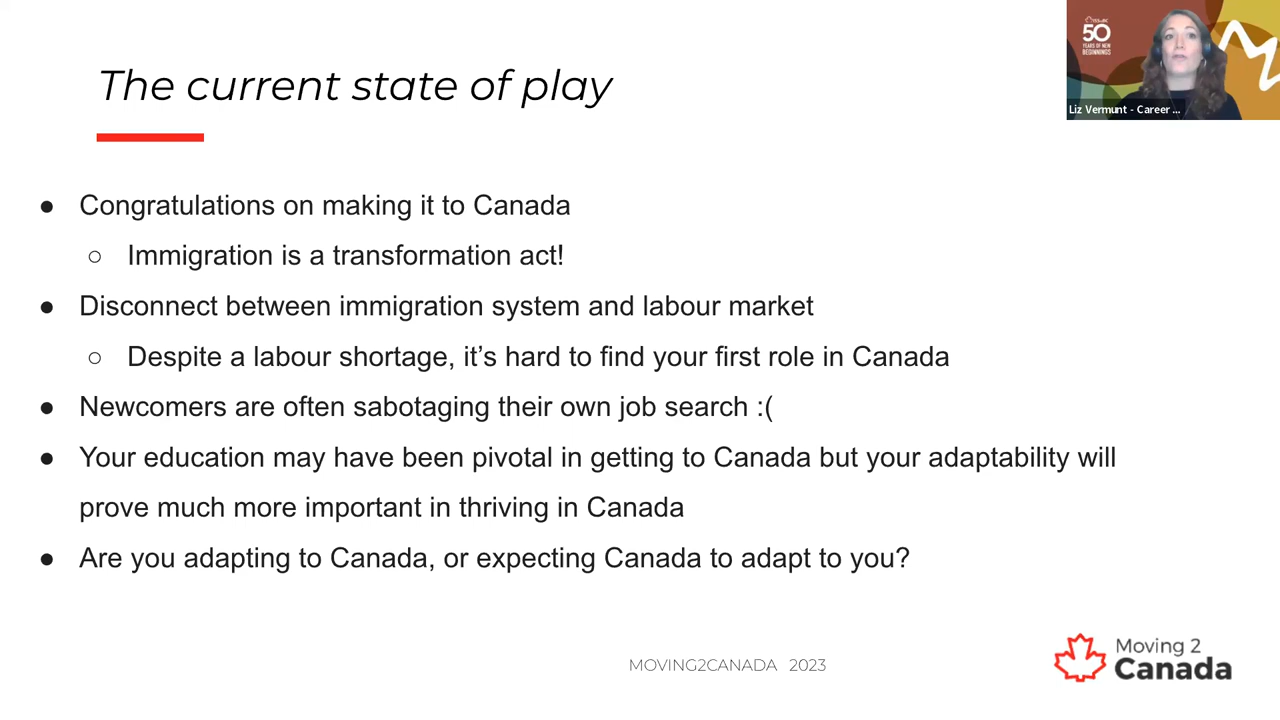 The current state of play
50
YEARS OF NEW
BEGINNINGS
Liz Vermunt - Career ...
● Congratulations on making it to Canada
○ Immigration is a transformation act!
● Disconnect between immigration system and labour market
○ Despite a labour shortage, it's hard to find your first role in Canada
● Newcomers are often sabotaging their own job search :(
● Your education may have been pivotal in getting to Canada but your adaptability will
prove much more important in thriving in Canada
● Are you adapting to Canada, or expecting Canada to adapt to you?
MOVING2CANADA 2023
Moving 2
Canada